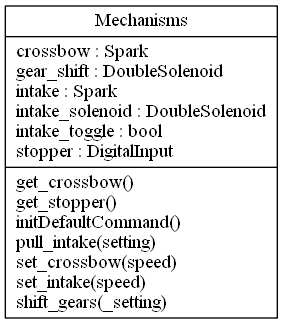 Mechanisms
crossbow : Spark
gear_shift : DoubleSolenoid
intake : Spark
intake_solenoid : DoubleSolenoid
intake_toggle : bool
stopper : DigitalInput
get_crossbow()
get_stopper()
initDefaultCommand()
pull_intake(setting)
set_crossbow(speed)
set_intake(speed)
shift_gears(_setting)